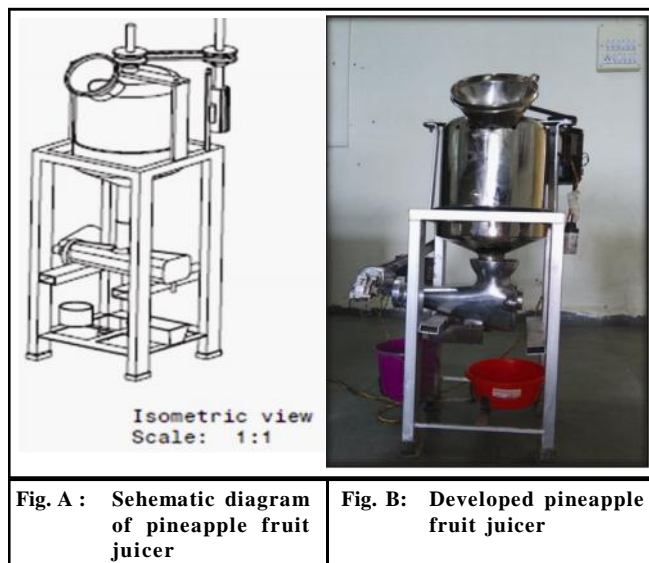 Isometric view
Scale: 1:1
Fig. A : Sehematic diagram
of pineapple fruit
juicer
Fig. B: Developed pineapple
fruit juicer